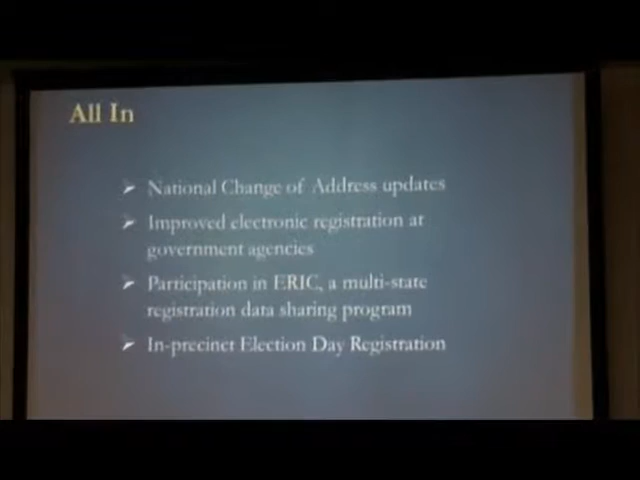 All In
➢ National Change of Address updates
➢ Improved electronic registration at
government agencies
➢ Participation in ERIC, a multi-state
registration data sharing program
➢ In-precinct Election Day Registration